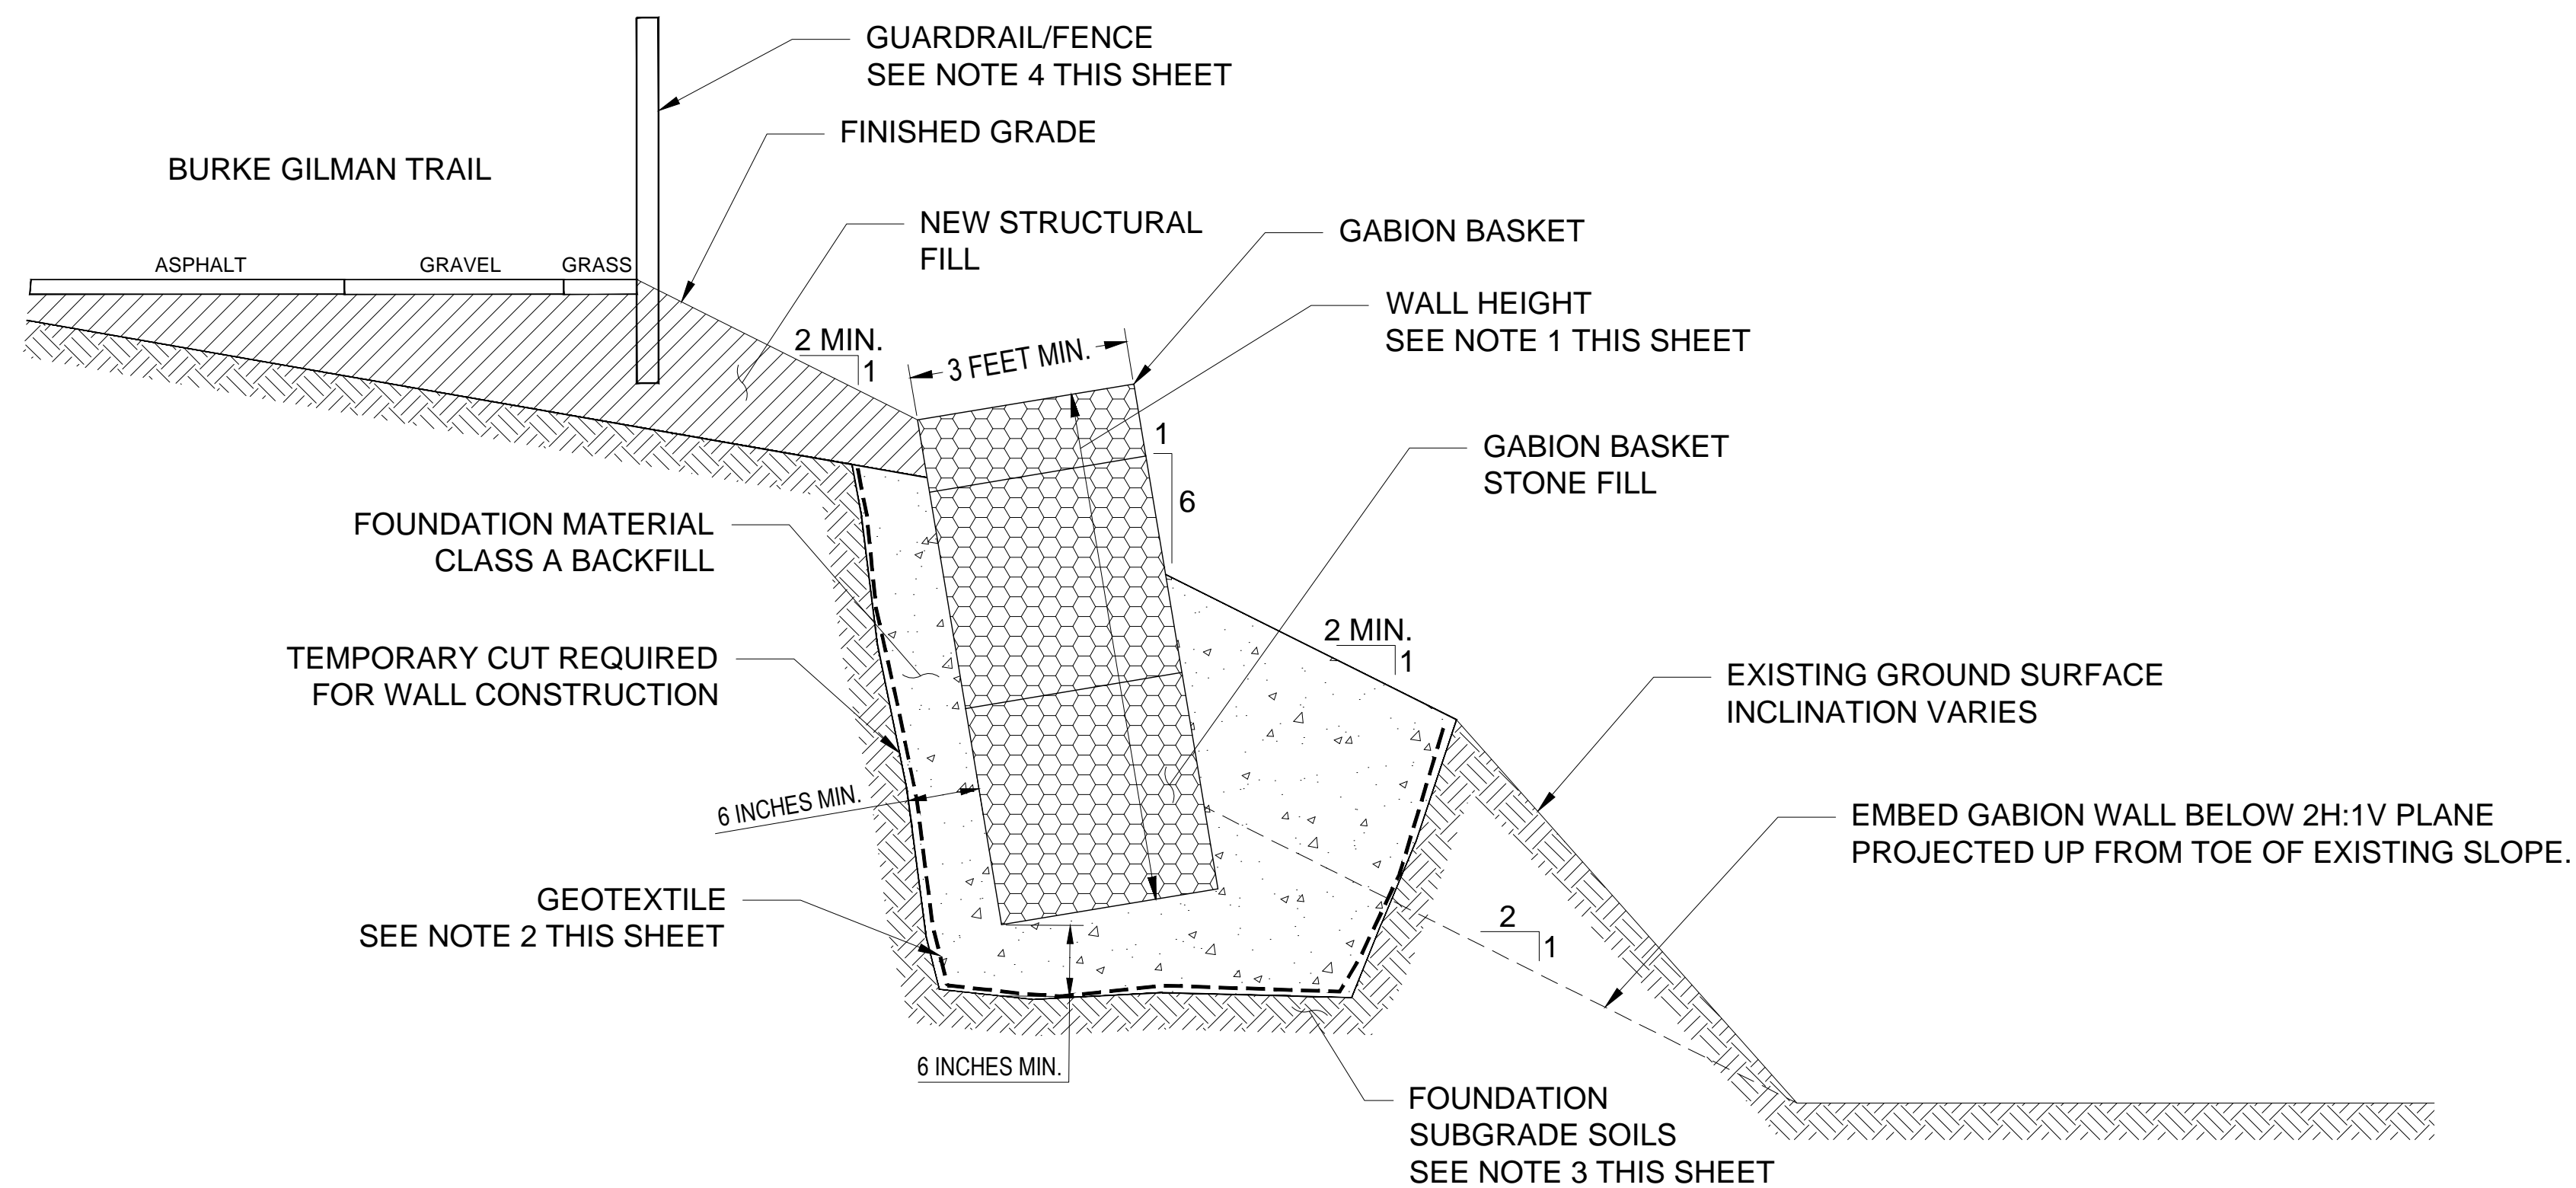 GUARDRAIL/FENCE
SEE NOTE 4 THIS SHEET
FINISHED GRADE
BURKE GILMAN TRAIL
NEW STRUCTURAL
FILL
GABION BASKET
ASPHALT
GRAVEL
GRASS
WALL HEIGHT
SEE NOTE 1 THIS SHEET
2 MIN.
1
3 FEET MIN.
1
6
GABION BASKET
STONE FILL
FOUNDATION MATERIAL
CLASS A BACKFILL
2 MIN.
1
TEMPORARY CUT REQUIRED
FOR WALL CONSTRUCTION
EXISTING GROUND SURFACE
INCLINATION VARIES
6 INCHES MIN.
EMBED GABION WALL BELOW 2H:1V PLANE
PROJECTED UP FROM TOE OF EXISTING SLOPE.
GEOTEXTILE
SEE NOTE 2 THIS SHEET
2
1
6 INCHES MIN.
FOUNDATION
SUBGRADE SOILS
SEE NOTE 3 THIS SHEET